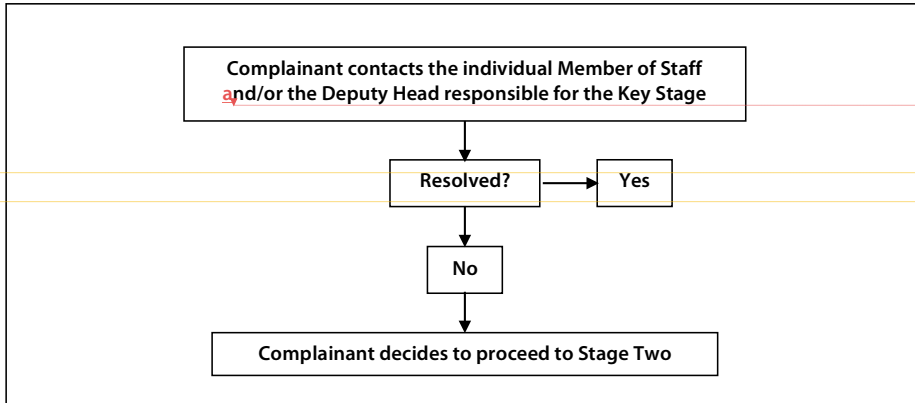 Complainant contacts the individual Member of Staff
and/or the Deputy Head responsible for the Key Stage
Resolved?
Yes
No
Complainant decides to proceed to Stage Two